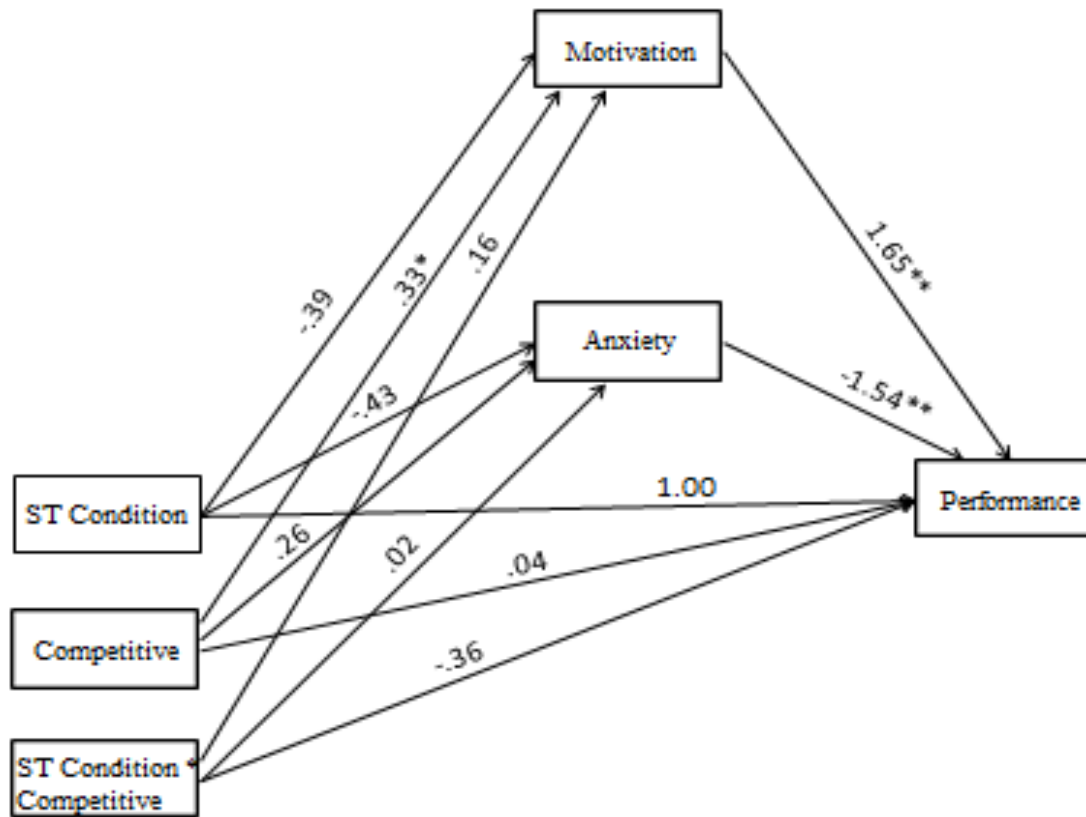 Motivation
-.39
.33*
.16
1.65**
Anxiety
-.43
-1.54**
ST Condition
1.00
Performance
.26
.02
.04
Competitive
-.36
ST Condition *
Competitive